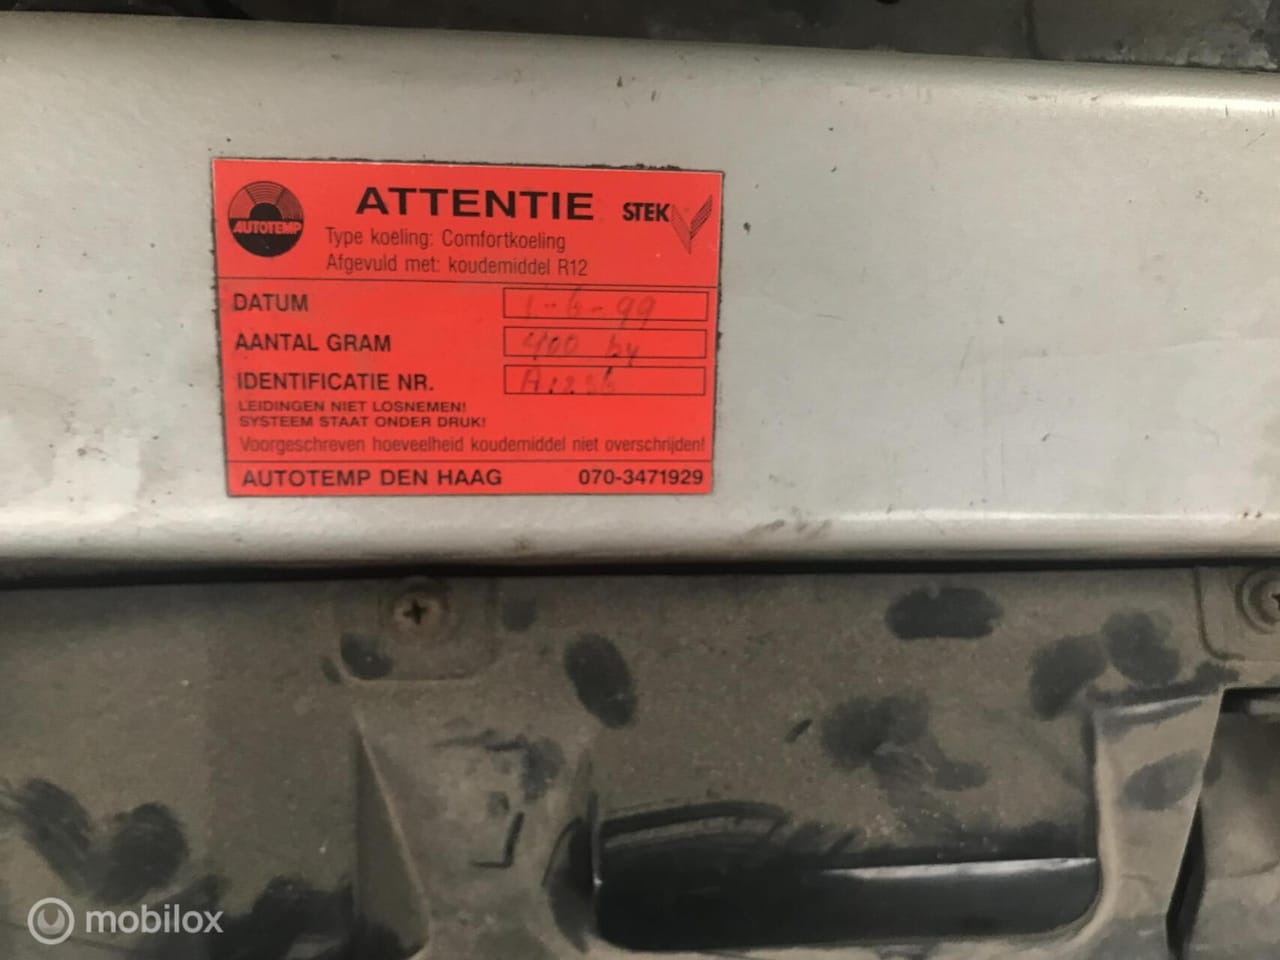 ATTENTIE
STEK
AUTOTEMP
Type koeling: Comfortkoeling
Afgevuld met: koudemiddel R12
DATUM 1-6-99
AANTAL GRAM 400
IDENTIFICATIE NR.
LEIDINGEN NIET LOSNEMEN!
SYSTEEM STAAT ONDER DRUK!
Voorgeschreven hoeveelheid koudemiddel niet overschrijden!
AUTOTEMP DEN HAAG 070-3471929
mobilox